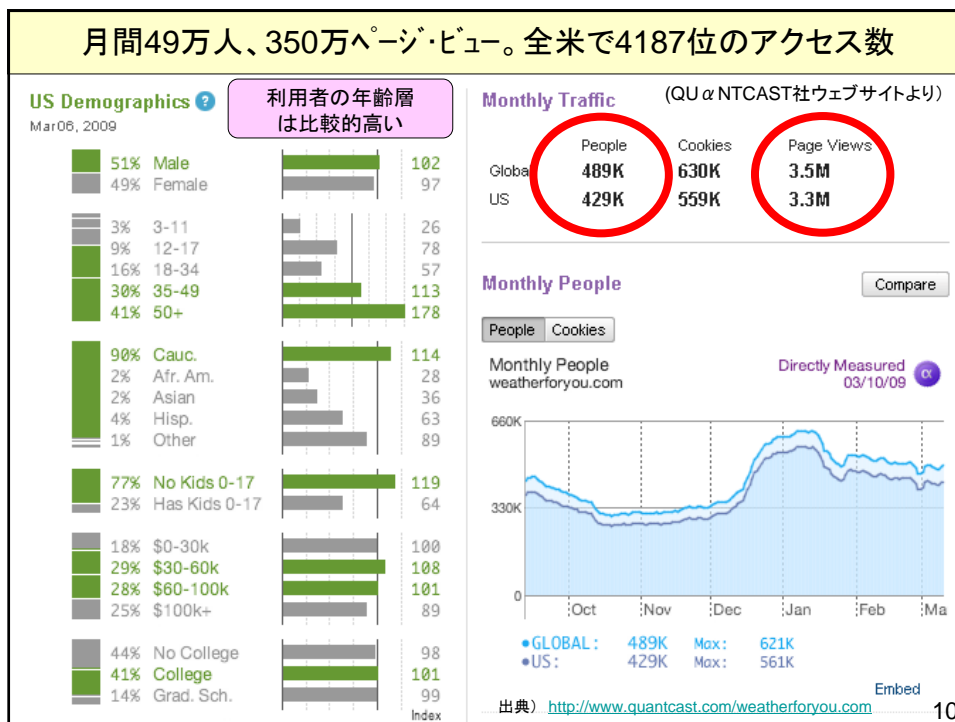 月間49万人、350万ﾍﾟｰｼﾞ･ﾋﾞｭｰ。全米で4187位のアクセス数
US Demographics ?
Mar06, 2009
利用者の年齢層
は比較的高い
51% Male 102
49% Female 97
3% 3-11 26
9% 12-17 78
16% 18-34 57
30% 35-49 113
41% 50+ 178
90% Cauc. 114
2% Afr. Am. 28
2% Asian 36
4% Hisp. 63
1% Other 89
77% No Kids 0-17 119
23% Has Kids 0-17 64
18% $0-30k 100
29% $30-60k 108
28% $60-100k 101
25% $100k+ 89
44% No College 98
41% College 101
14% Grad. Sch. 99
Index
Monthly Traffic
(QUαNTCAST社ウェブサイトより)
People Cookies Page Views
Global 489K 630K 3.5M
US 429K 559K 3.3M
Monthly People
Compare
People Cookies
Monthly People
weatherforyou.com
Directly Measured
03/10/09
α
660K
330K
0
Oct Nov Dec Jan Feb Ma
GLOBAL: 489K Max: 621K
US: 429K Max: 561K
Embed
出典） http://www.quantcast.com/weatherforyou.com
10